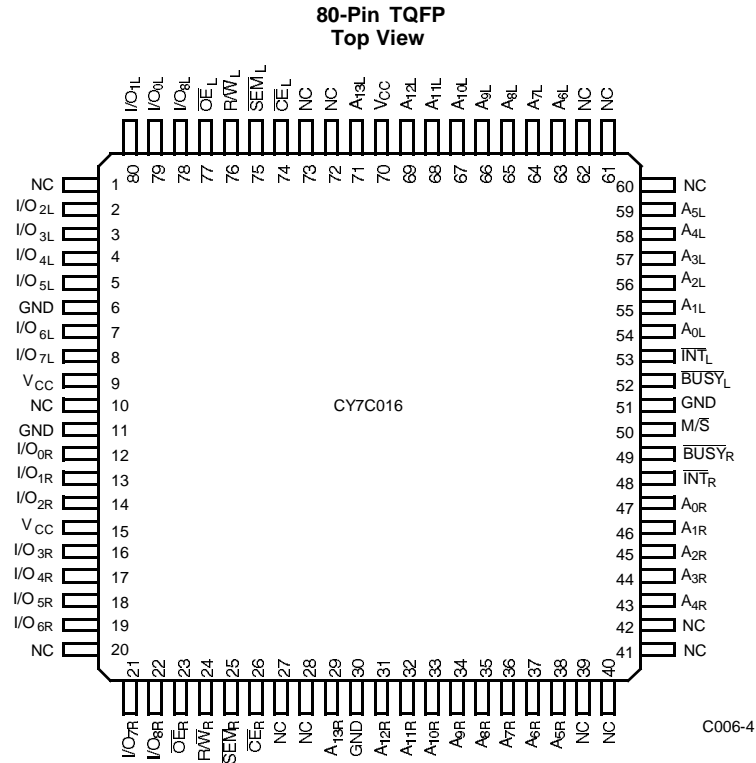 80-Pin TQFP
Top View
I/O1L I/O0L I/O8L OEL R/WL SEML CEL NC NC A13L VCC A12L A11L A10L A9L A8L A7L A6L NC NC
80 79 78 77 76 75 74 73 72 71 70 69 68 67 66 65 64 63 62 61
NC 1 60 NC
I/O2L 2 59 A5L
I/O3L 3 58 A4L
I/O4L 4 57 A3L
I/O5L 5 56 A2L
GND 6 55 A1L
I/O6L 7 54 A0L
I/O7L 8 53 INTL
VCC 9 52 BUSYL
NC 10 CY7C016 51 GND
GND 11 50 M/S
I/O0R 12 49 BUSYR
I/O1R 13 48 INTR
I/O2R 14 47 A0R
VCC 15 46 A1R
I/O3R 16 45 A2R
I/O4R 17 44 A3R
I/O5R 18 43 A4R
I/O6R 19 42 NC
NC 20 41 NC
21 22 23 24 25 26 27 28 29 30 31 32 33 34 35 36 37 38 39 40
I/O7R I/O8R OER R/WR SEMR CER NC NC A13R GND A12R A11R A10R A9R A8R A7R A6R A5R NC NC
C006-4